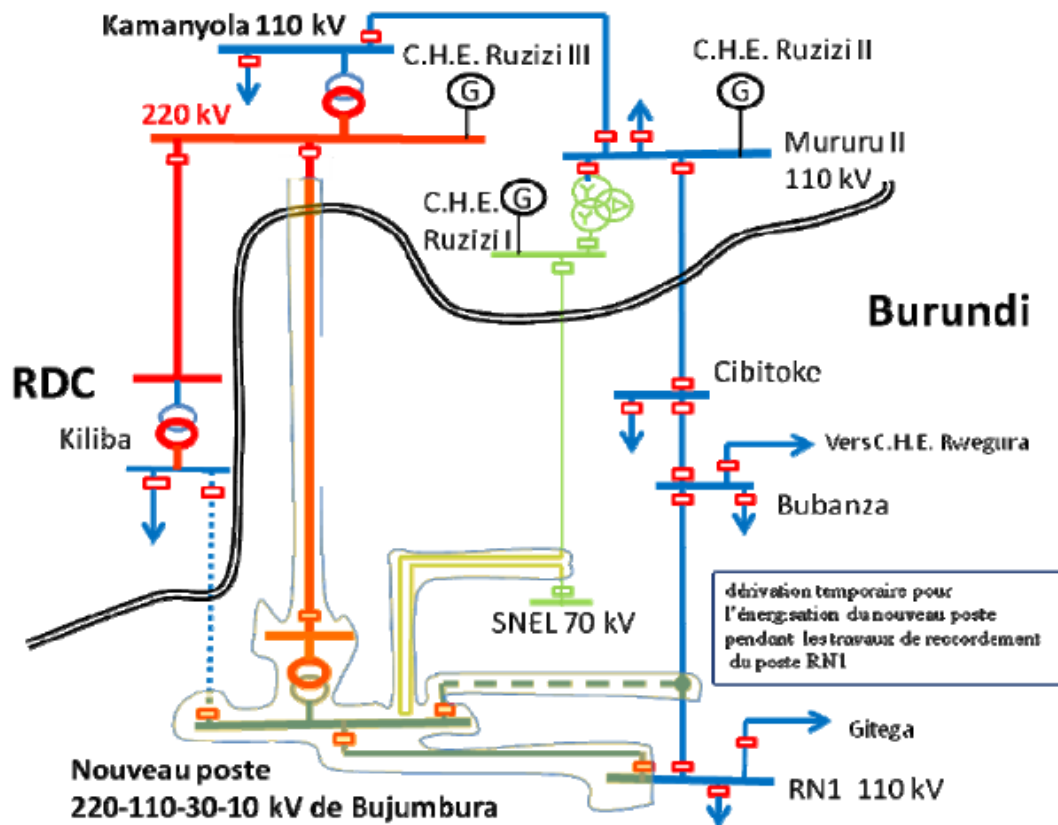 Kamanyola 110 kV
C.H.E. Ruzizi III
G
C.H.E. Ruzizi II
G
220 kV
Mururu II
110 kV
C.H.E.
Ruzizi I
G
Burundi
RDC
Cibitoke
Kiliba
Vers C.H.E. Rwegura
Bubanza
dérivation temporaire pour
l'énergisation du nouveau poste
pendant les travaux de reccordement
du poste RN1
SNEL 70 kV
Gitega
Nouveau poste
220-110-30-10 kV de Bujumbura
RN1 110 kV